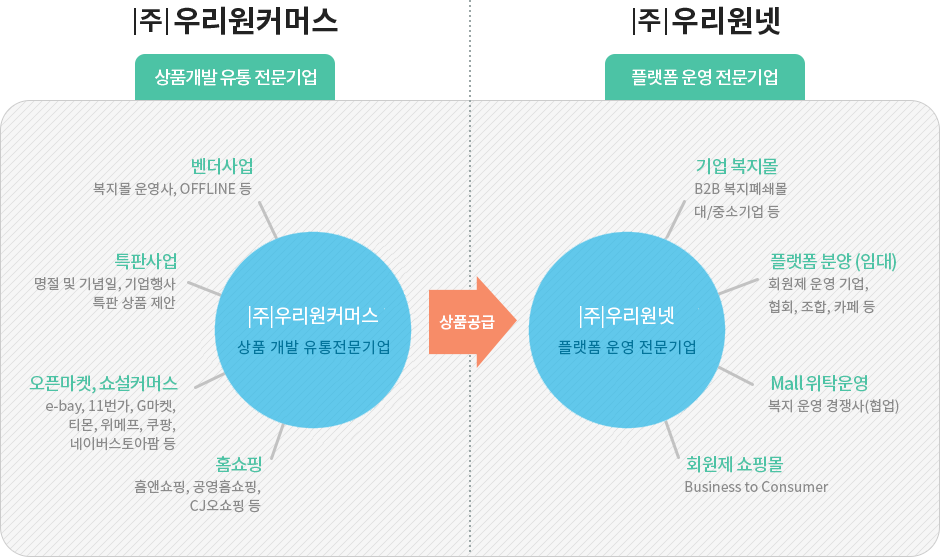 |주| 우리원커머스
상품개발 유통 전문기업
벤더사업
복지몰 운영사, OFFLINE 등
특판사업
명절 및 기념일, 기업행사
특판 상품 제안
오픈마켓, 쇼설커머스
e-bay, 11번가, G마켓,
티몬, 위메프, 쿠팡,
네이버스토아팜 등
홈쇼핑
홈앤쇼핑, 공영홈쇼핑,
CJ오쇼핑 등
|주|우리원커머스
상품 개발 유통전문기업
상품공급
|주| 우리원넷
플랫폼 운영 전문기업
|주|우리원넷
플랫폼 운영 전문기업
기업 복지몰
B2B 복지폐쇄몰
대/중소기업 등
플랫폼 분양 (임대)
회원제 운영 기업,
협회, 조합, 카페 등
Mall 위탁운영
복지 운영 경쟁사(협업)
회원제 쇼핑몰
Business to Consumer